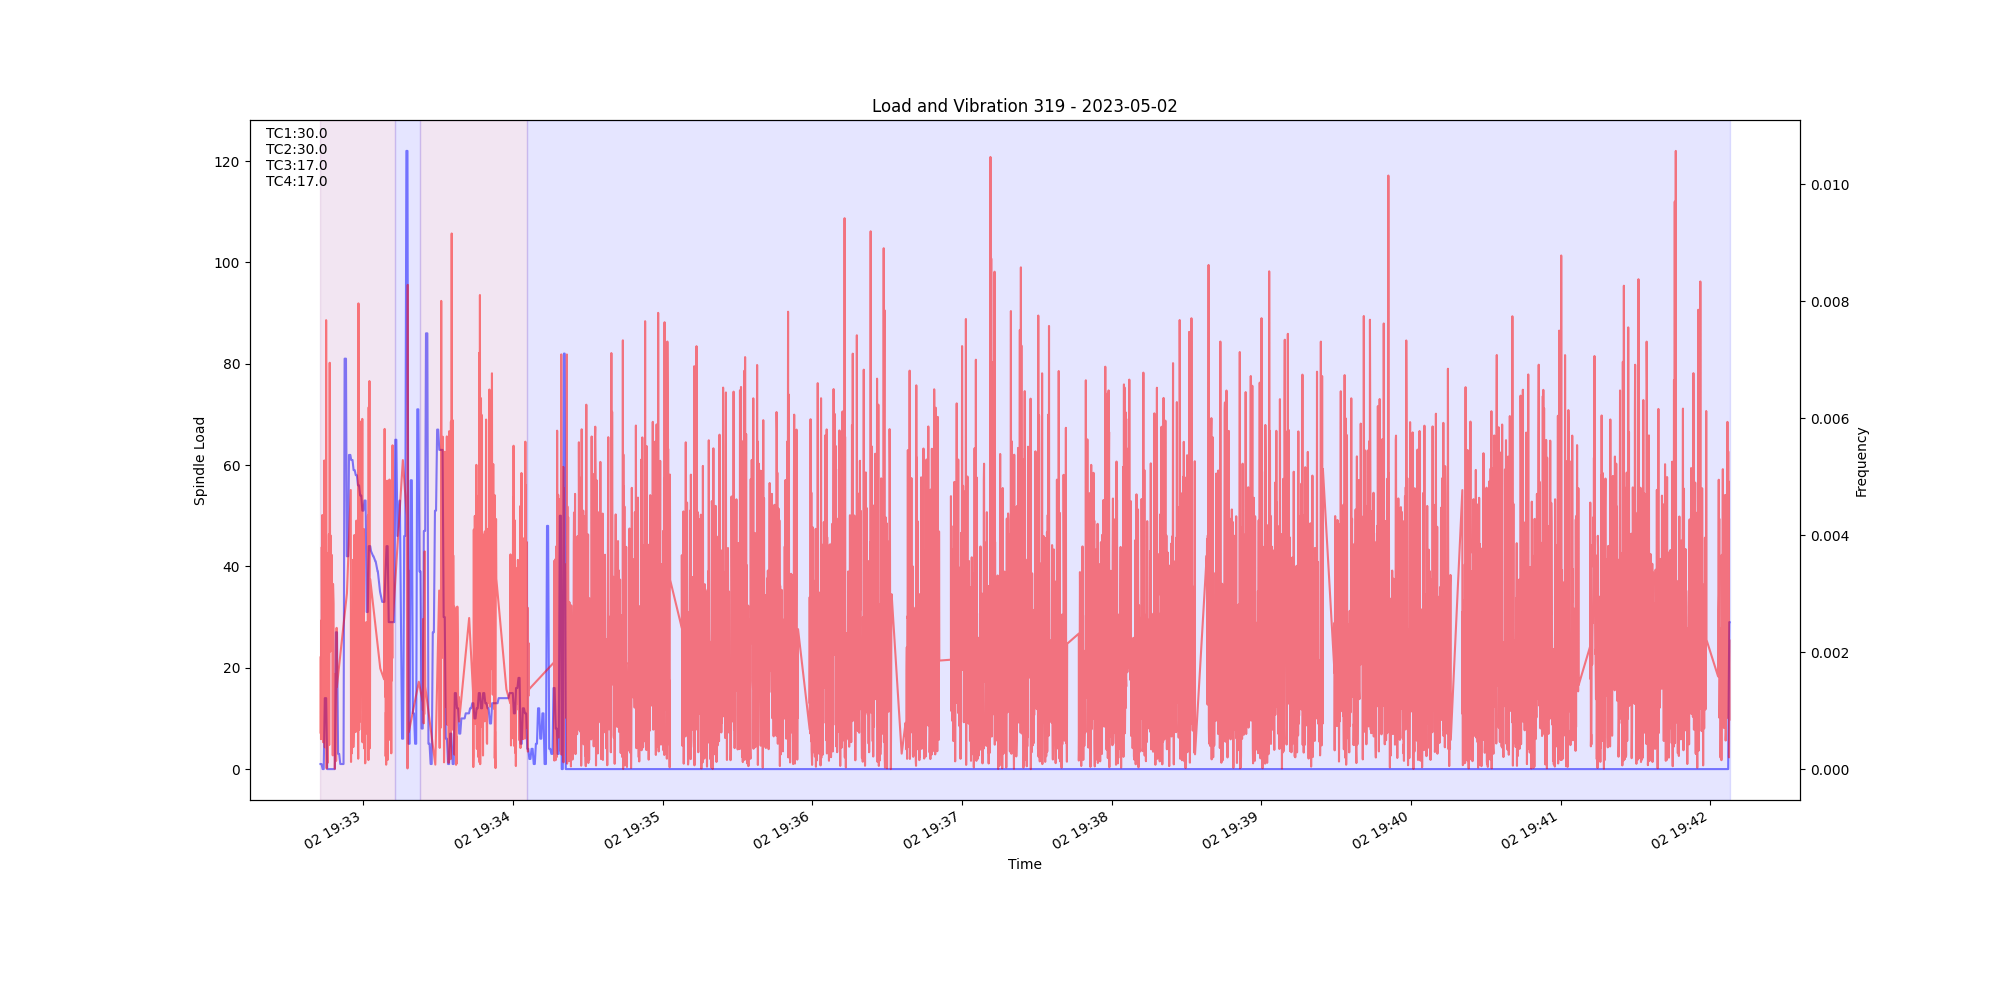 Load and Vibration 319 - 2023-05-02
TC1:30.0
TC2:30.0
TC3:17.0
TC4:17.0
120
100
80
60
40
20
0
Spindle Load
0.010
0.008
0.006
0.004
0.002
0.000
Frequency
02 19:33
02 19:34
02 19:35
02 19:36
02 19:37
02 19:38
02 19:39
02 19:40
02 19:41
02 19:42
Time